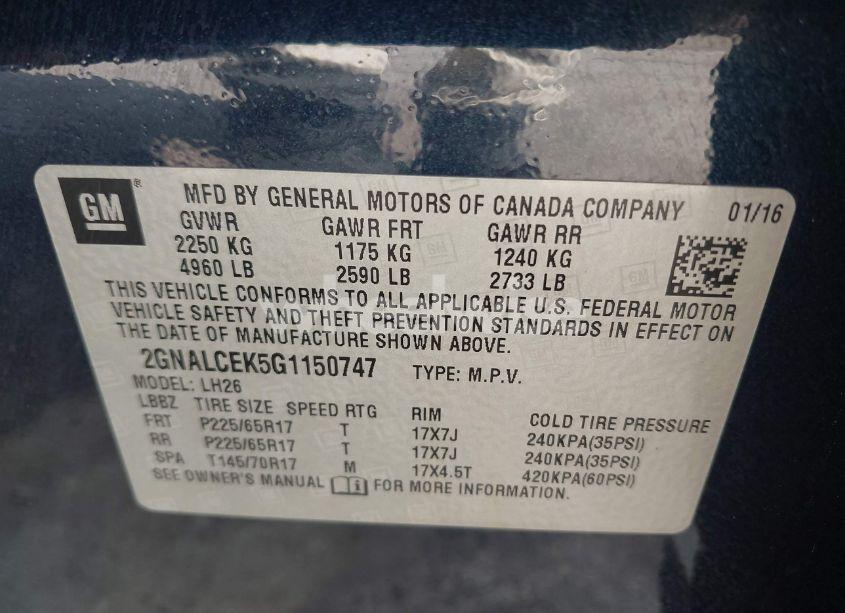 GM
MFD BY GENERAL MOTORS OF CANADA COMPANY 01/16
GVWR GAWR FRT GAWR RR
2250 KG 1175 KG 1240 KG
4960 LB 2590 LB 2733 LB
THIS VEHICLE CONFORMS TO ALL APPLICABLE U.S. FEDERAL MOTOR
VEHICLE SAFETY AND THEFT PREVENTION STANDARDS IN EFFECT ON
THE DATE OF MANUFACTURE SHOWN ABOVE.
2GNALCEK5G1150747 TYPE: M.P.V.
MODEL: LH26
LBBZ TIRE SIZE SPEED RTG RIM COLD TIRE PRESSURE
FRT P225/65R17 T 17X7J 240KPA(35PSI)
RR P225/65R17 T 17X7J 240KPA(35PSI)
SPA T145/70R17 M 17X4.5T 420KPA(60PSI)
SEE OWNER'S MANUAL FOR MORE INFORMATION.